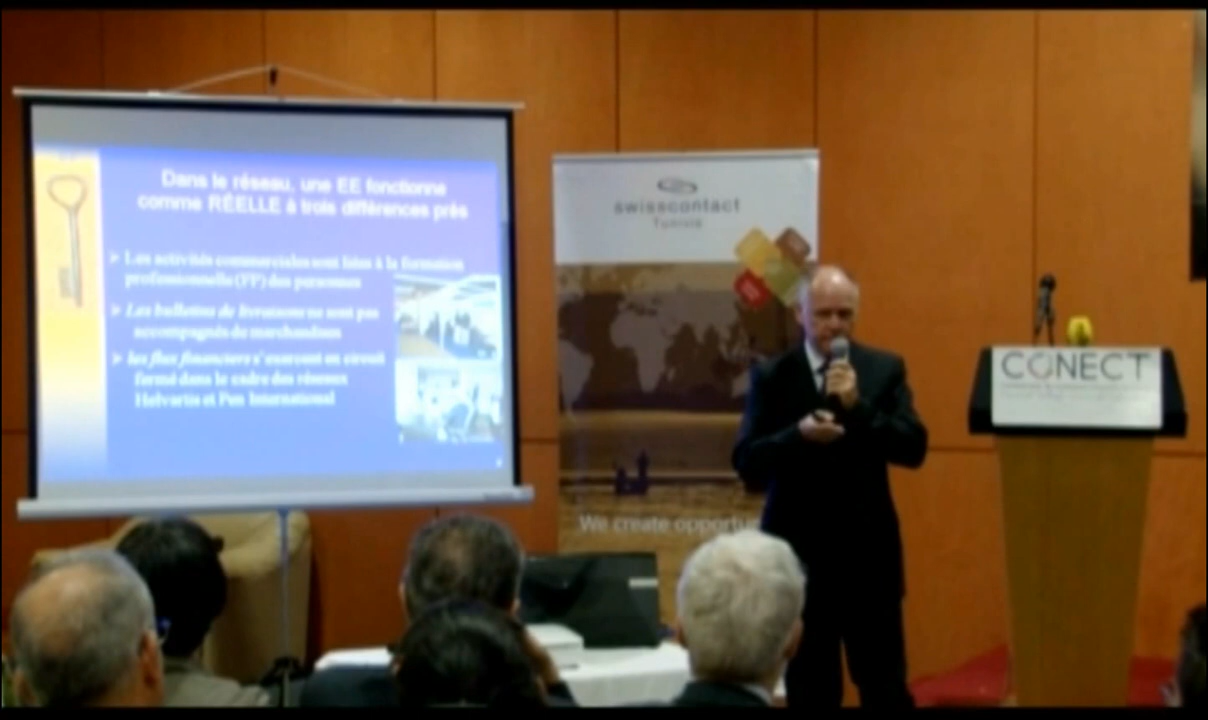 Dans le réseau, une EE fonctionne
comme RÉELLE à trois différences près
➢ Les activités commerciales sont liées à la formation
professionnelle (FP) des personnes
➢ Les bulletins de livraison ne sont pas
accompagnés de marchandises
➢ les flux financiers s'exercent en circuit
fermé dans le cadre des réseaux
Helvartis et Pen International
swisscontact
Tunisie
We create opportu
CONECT